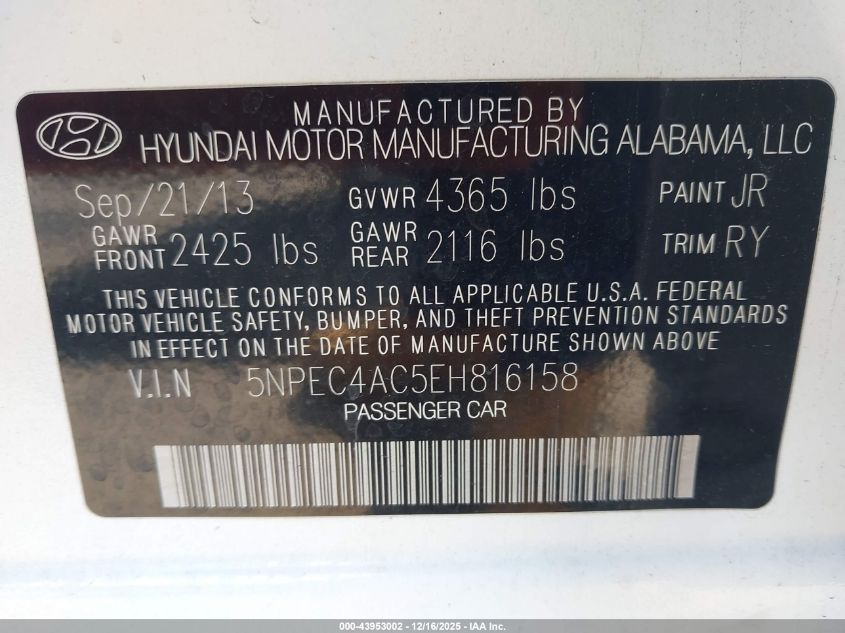 MANUFACTURED BY
HYUNDAI MOTOR MANUFACTURING ALABAMA, LLC
Sep/21/13 GVWR 4365 lbs PAINT JR
GAWR FRONT 2425 lbs GAWR REAR 2116 lbs TRIM RY
THIS VEHICLE CONFORMS TO ALL APPLICABLE U.S.A. FEDERAL
MOTOR VEHICLE SAFETY, BUMPER, AND THEFT PREVENTION STANDARDS
IN EFFECT ON THE DATE OF MANUFACTURE SHOWN ABOVE
V.I.N 5NPEC4AC5EH816158
PASSENGER CAR
000-43953002 - 12/16/2025 - IAA Inc.